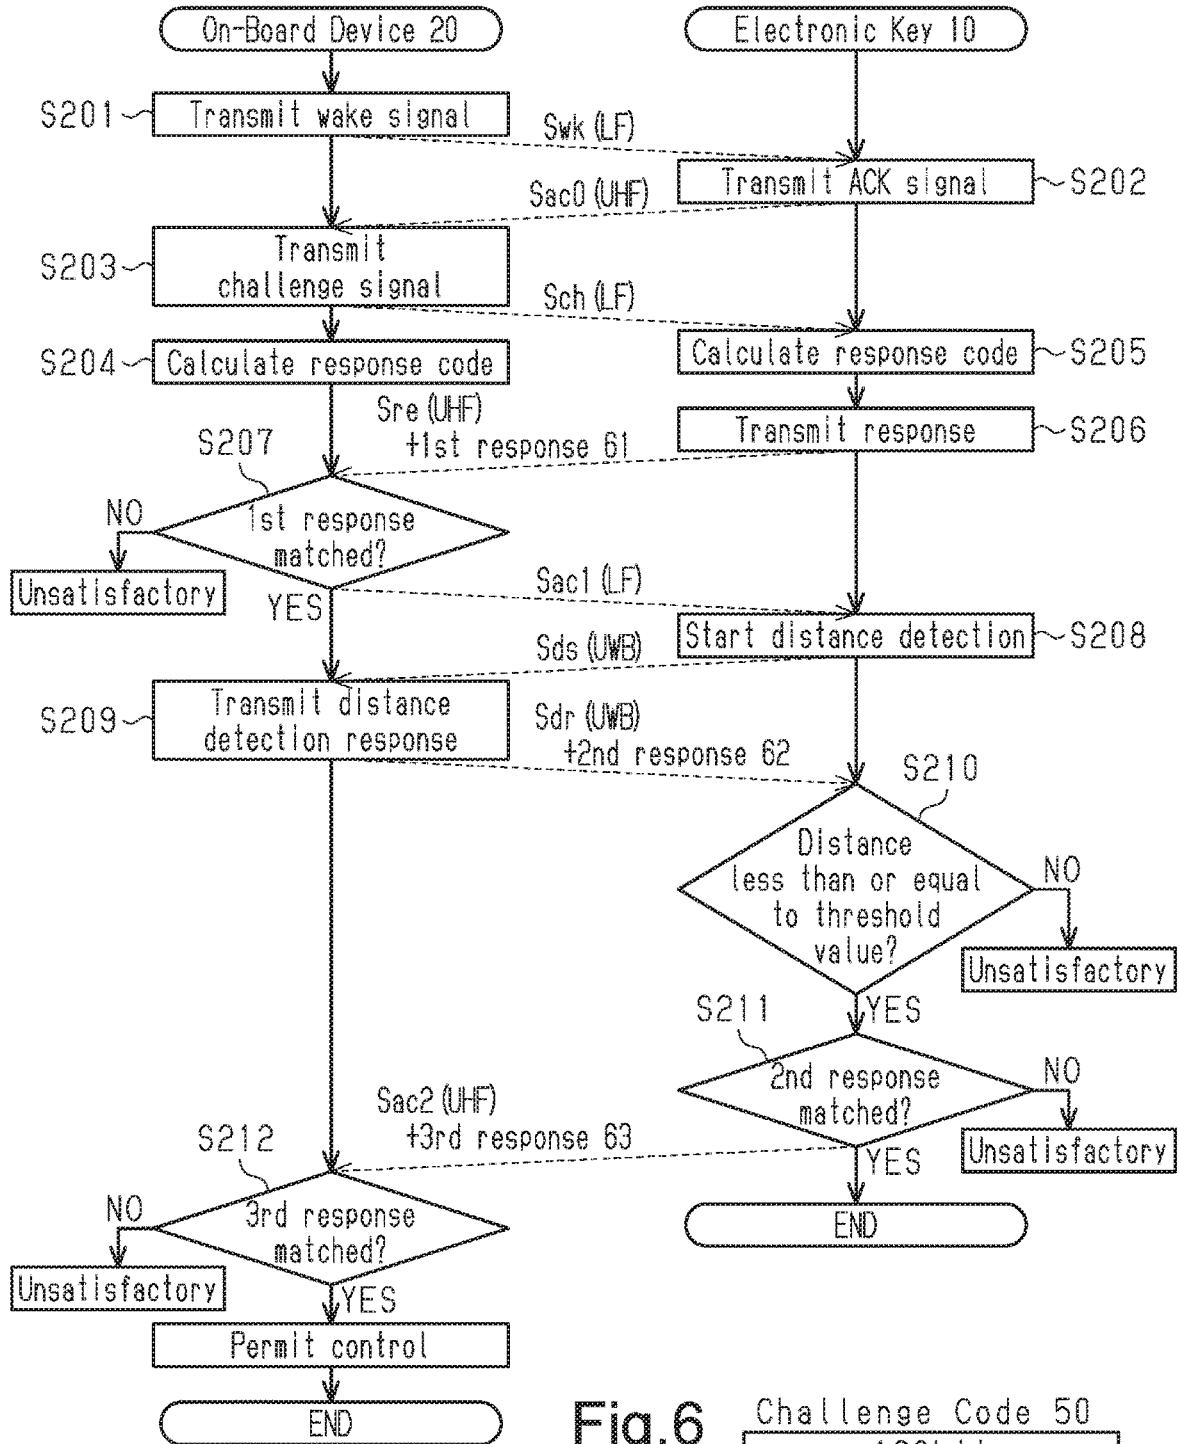 On-Board Device 20
Electronic Key 10
S201
Transmit wake signal
Swk (LF)
Transmit ACK signal
S202
Sac0 (UHF)
S203
Transmit
challenge signal
Sch (LF)
S204
Calculate response code
Calculate response code
S205
Sre (UHF)
+1st response 61
Transmit response
S206
S207
1st response
matched?
NO
Unsatisfactory
YES
Sac1 (LF)
Start distance detection
S208
Sds (UWB)
S209
Transmit distance
detection response
Sdr (UWB)
+2nd response 62
S210
Distance
less than or equal
to threshold
value?
NO
Unsatisfactory
YES
S211
2nd response
matched?
NO
Unsatisfactory
YES
Sac2 (UHF)
+3rd response 63
END
S212
3rd response
matched?
NO
Unsatisfactory
YES
Permit control
END
Fig.6
Challenge Code 50